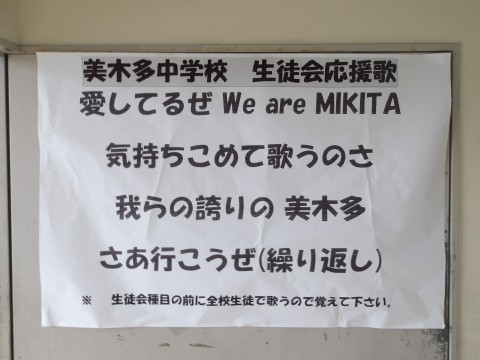 美木多中学校　生徒会応援歌
愛してるぜ We are MIKITA
気持ちこめて歌うのさ
我らの誇りの 美木多
さあ行こうぜ(繰り返し)
※　生徒会種目の前に全校生徒で歌うので覚えて下さい。